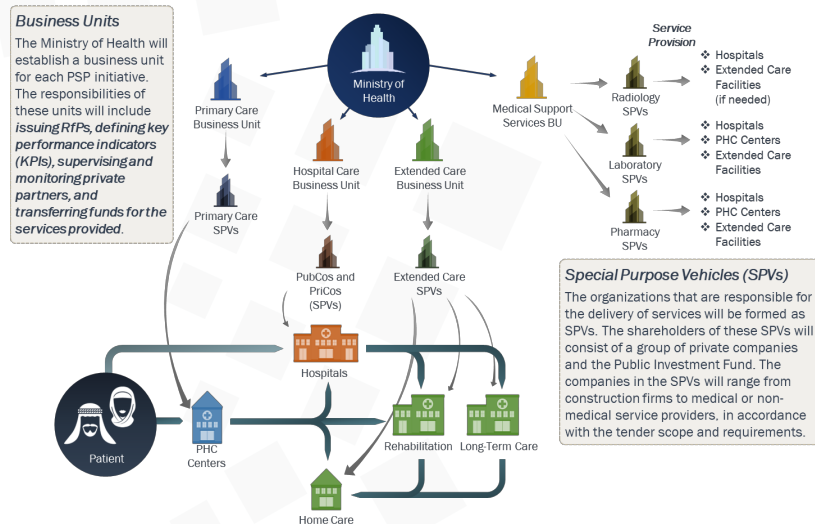 Business Units
The Ministry of Health will
establish a business unit
for each PSP initiative.
The responsibilities of
these units will include
issuing RfPs, defining key
performance indicators
(KPIs), supervising and
monitoring private
partners, and
transferring funds for the
services provided.
Ministry of
Health
Primary Care
Business Unit
Hospital Care
Business Unit
Extended Care
Business Unit
Medical Support
Services BU
Primary Care
SPVs
PubCos and
PriCos
(SPVs)
Extended Care
SPVs
Service
Provision
Radiology
SPVs
❖ Hospitals
❖ Extended Care
Facilities
(if needed)
Laboratory
SPVs
❖ Hospitals
❖ PHC Centers
❖ Extended Care
Facilities
Pharmacy
SPVs
❖ Hospitals
❖ PHC Centers
❖ Extended Care
Facilities
Special Purpose Vehicles (SPVs)
The organizations that are responsible for
the delivery of services will be formed as
SPVs. The shareholders of these SPVs will
consist of a group of private companies
and the Public Investment Fund. The
companies in the SPVs will range from
construction firms to medical or non-
medical service providers, in accordance
with the tender scope and requirements.
Hospitals
Patient
PHC
Centers
Rehabilitation
Long-Term Care
Home Care